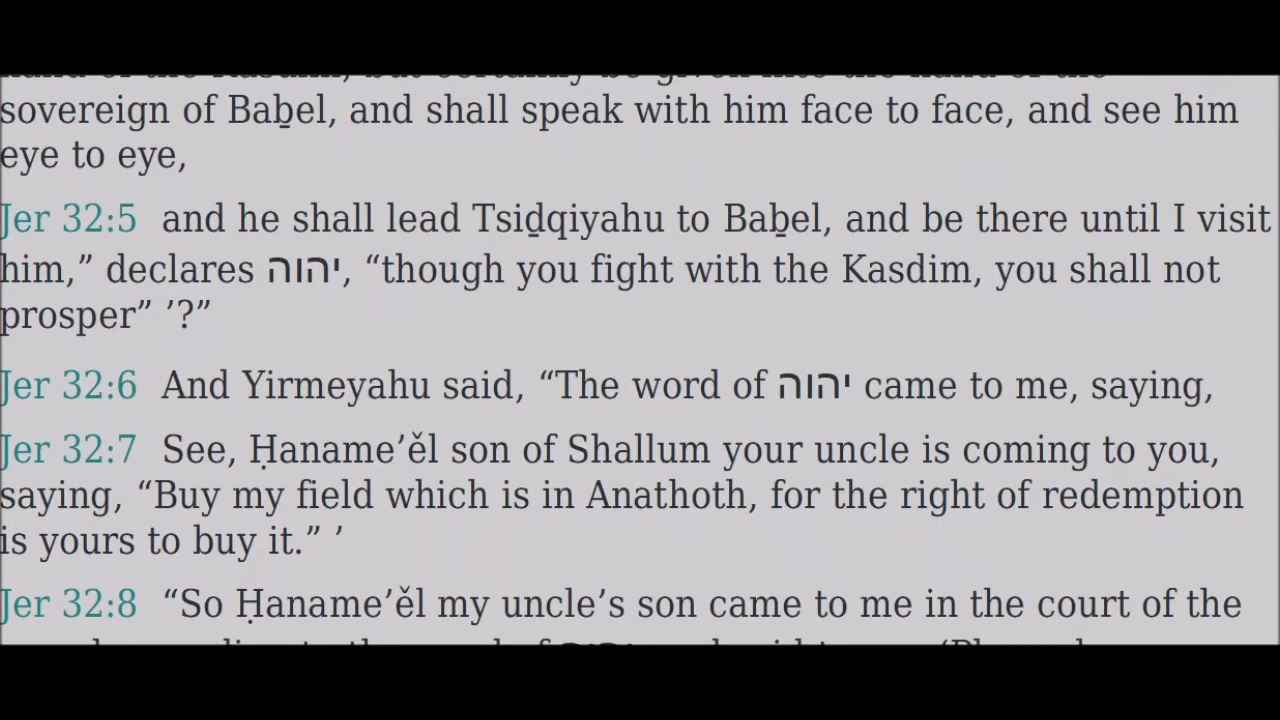 sovereign of Baḇel, and shall speak with him face to face, and see him
eye to eye,
Jer 32:5 and he shall lead Tsiḏqiyahu to Baḇel, and be there until I visit
him,” declares יהוה, “though you fight with the Kasdim, you shall not
prosper” ’?”
Jer 32:6 And Yirmeyahu said, “The word of יהוה came to me, saying,
Jer 32:7 See, Ḥaname’ěl son of Shallum your uncle is coming to you,
saying, “Buy my field which is in Anathoth, for the right of redemption
is yours to buy it.” ’
Jer 32:8 “So Ḥaname’ěl my uncle’s son came to me in the court of the